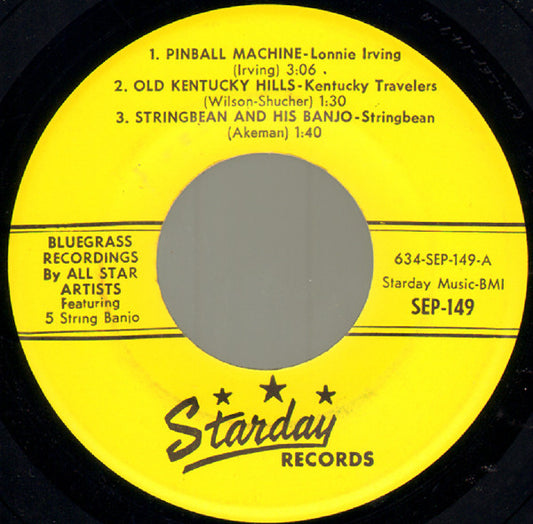 1. PINBALL MACHINE-Lonnie Irving
(Irving) 3:06
2. OLD KENTUCKY HILLS-Kentucky Travelers
(Wilson-Shucher) 1:30
3. STRINGBEAN AND HIS BANJO-Stringbean
(Akeman) 1:40
BLUEGRASS
RECORDINGS
By ALL STAR
ARTISTS
Featuring
5 String Banjo
634-SEP-149-A
Starday Music-BMI
SEP-149
Starday
RECORDS